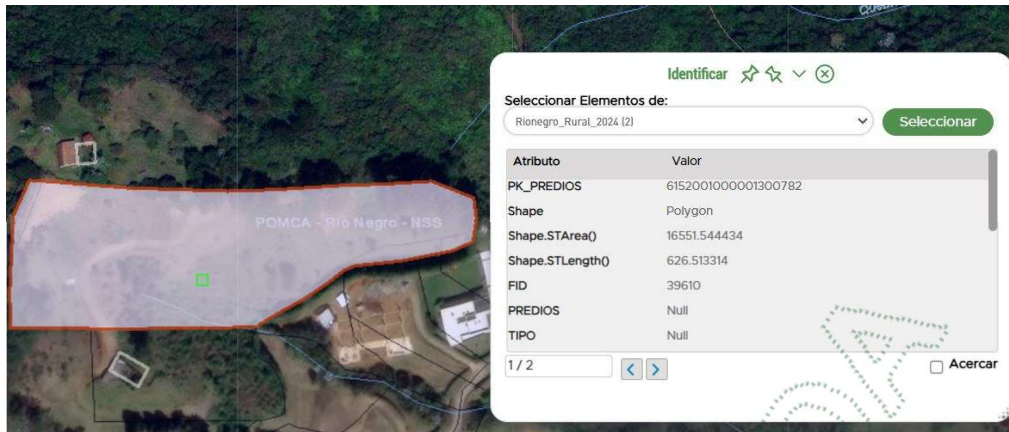 POMCA - Río Negro - NSS
Identificar
Seleccionar Elementos de:
Rionegro_Rural_2024 (2)
Seleccionar
Atributo Valor
PK_PREDIOS 6152001000001300782
Shape Polygon
Shape.STArea() 16551.544434
Shape.STLength() 626.513314
FID 39610
PREDIOS Null
TIPO Null
1 / 2
Acercar